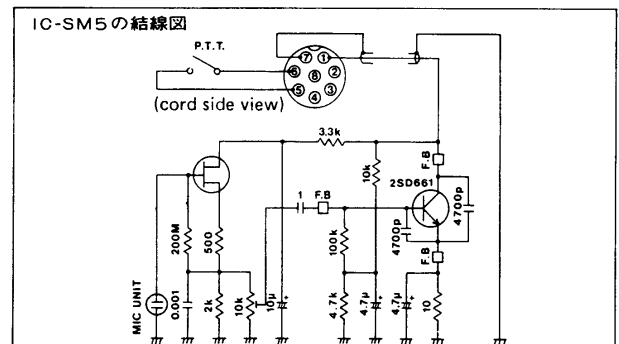 IC-SM5の結線図
P.T.T.
⑦ ① ⑥ ⑧ ② ⑤ ③ ④
(cord side view)
3.3k
F.B
10k
2SD661
4700p
1
F.B
4700p
F.B
200M
500
100k
MIC UNIT
0.001
2k
10k
10μ
4.7k
4.7μ
4.7μ
10